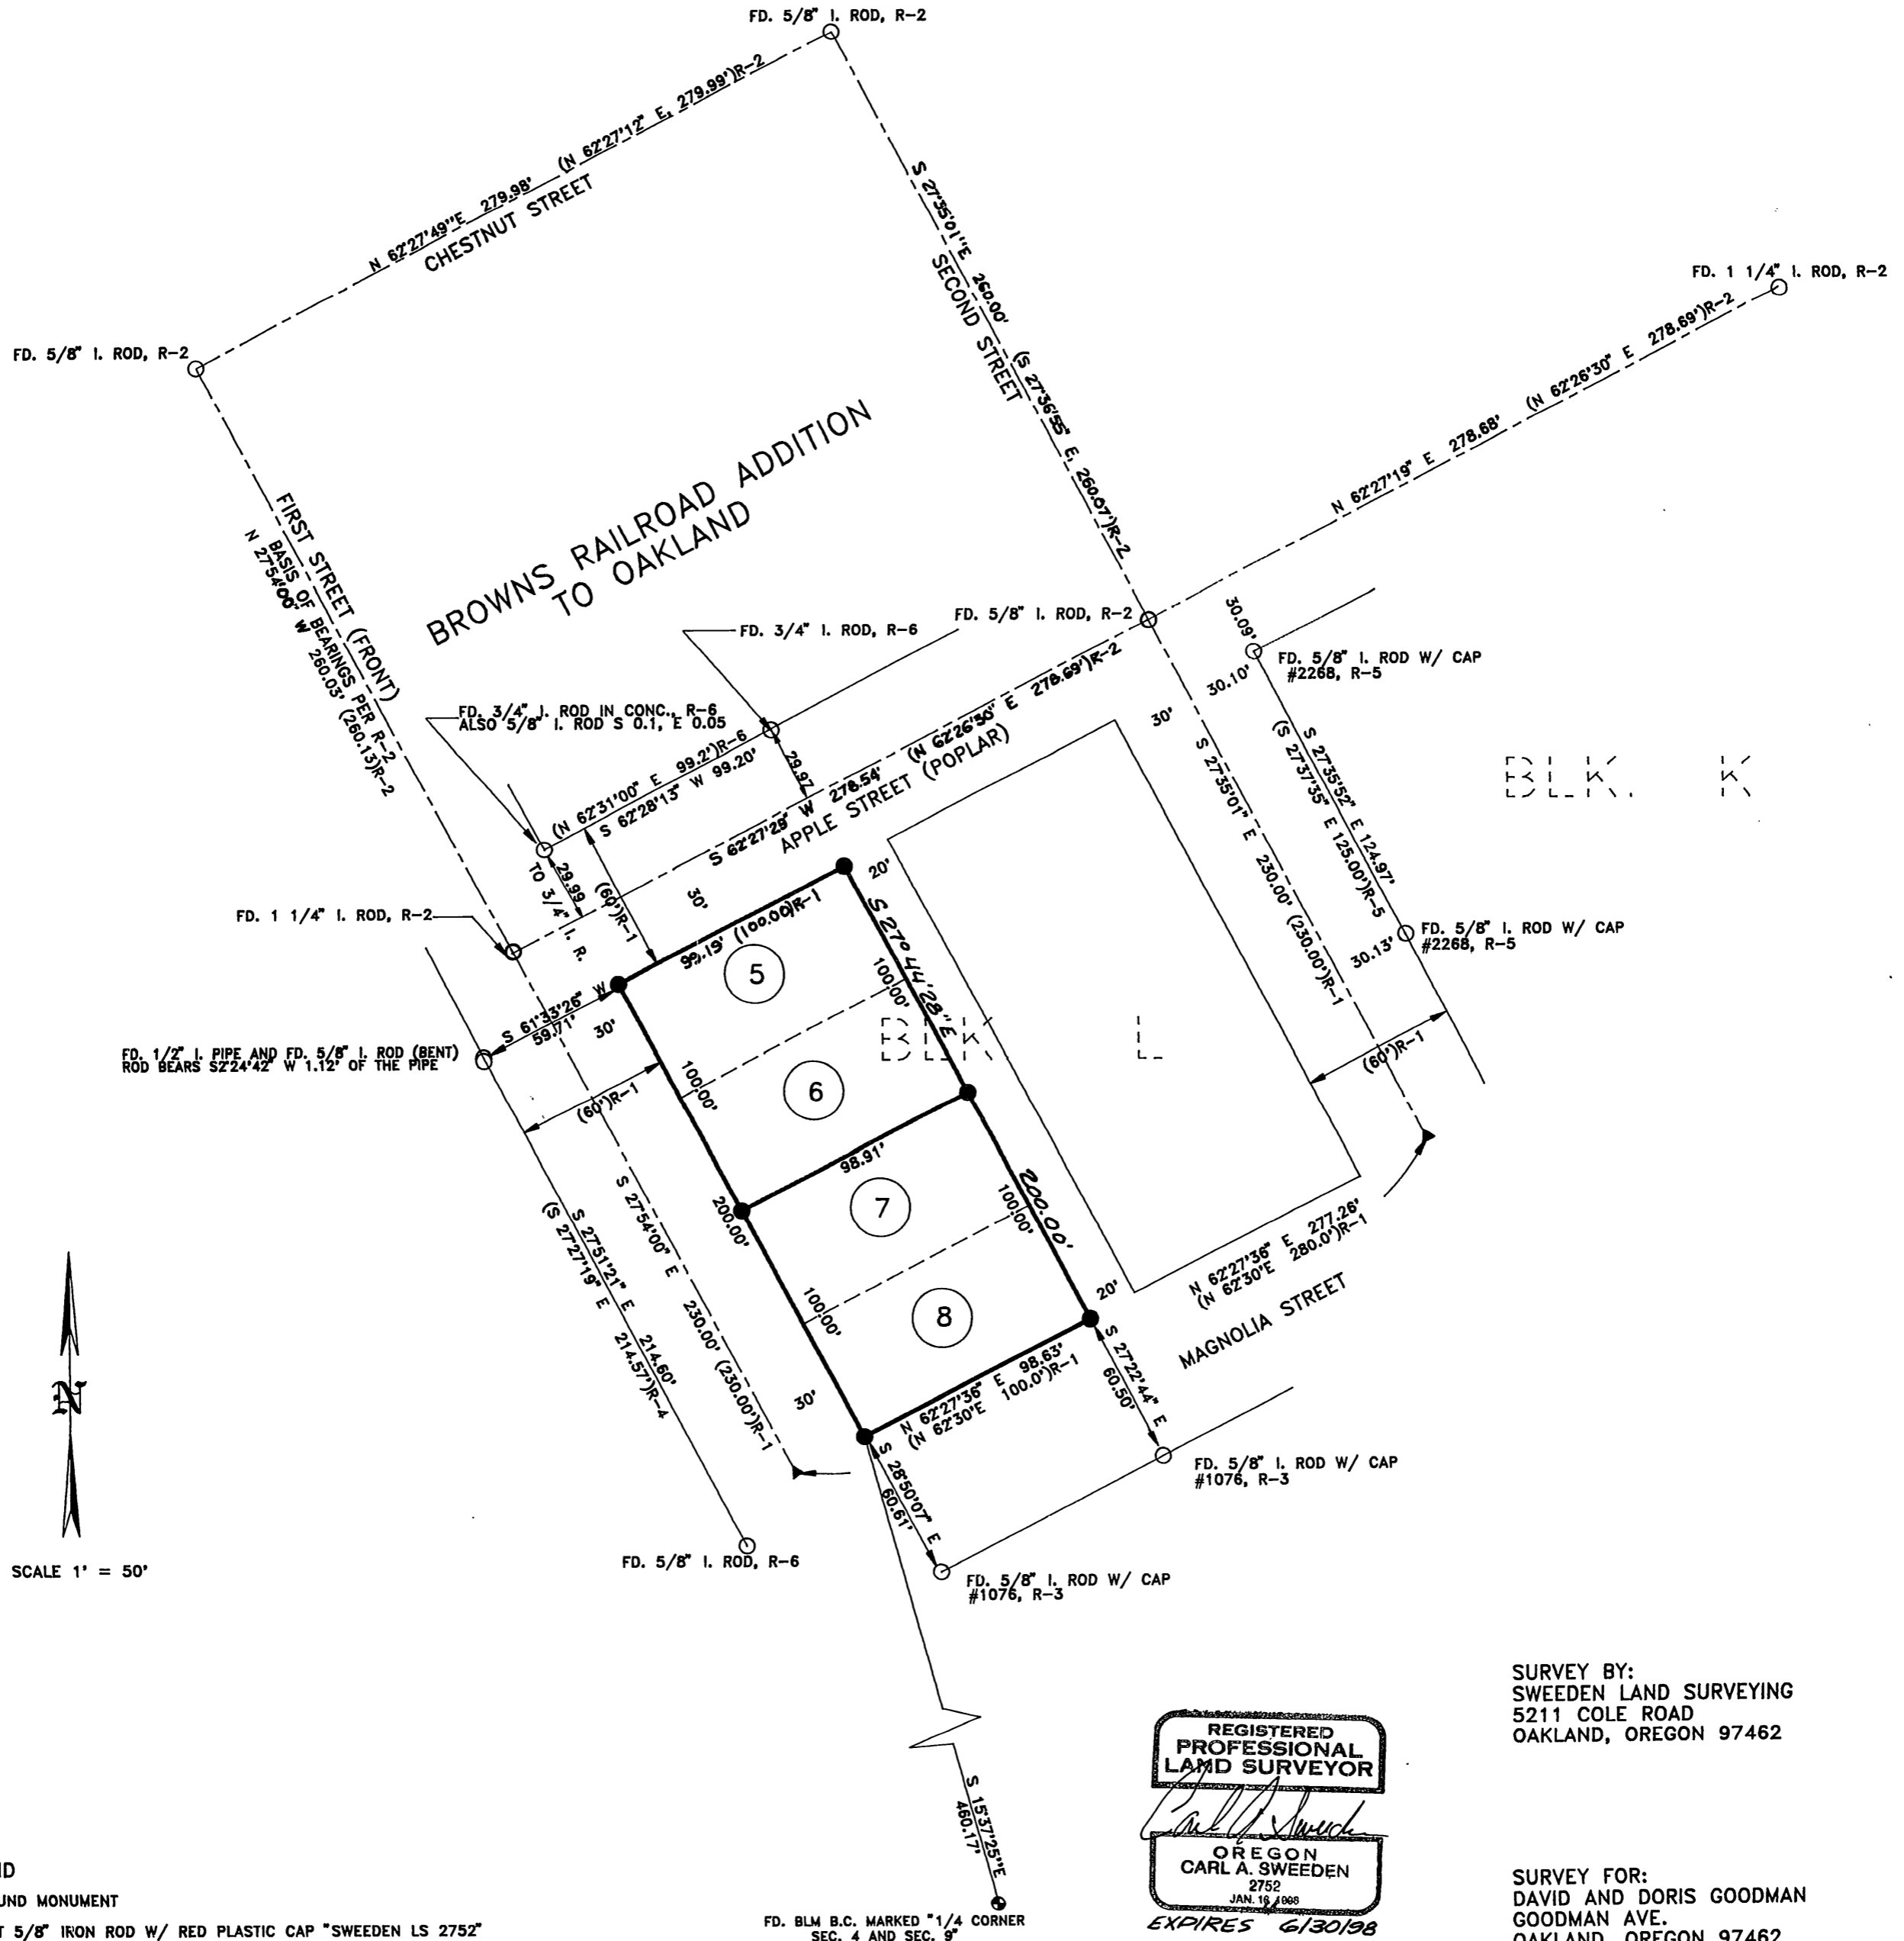 FD. 5/8" I. ROD, R-2
N 62°27'49"E 279.98' (N 62°27'12" E, 279.99')R-2
CHESTNUT STREET
FD. 5/8" I. ROD, R-2
S 27°35'01"E 260.00' (S 27°36'55" E, 260.07')R-2
SECOND STREET
FD. 1 1/4" I. ROD, R-2
N 62°27'19" E 278.68' (N 62°26'30" E 278.69')R-2
FIRST STREET (FRONT)
BASIS OF BEARINGS PER R-2
N 27°54'00" W 260.03' (260.13')R-2
BROWNS RAILROAD ADDITION
TO OAKLAND
FD. 3/4" I. ROD, R-6
FD. 5/8" I. ROD, R-2
FD. 3/4" I. ROD IN CONC., R-6
ALSO 5/8" I. ROD S 0.1, E 0.05
(N 62°31'00" E 99.2')R-6
S 62°28'13" W 99.20'
29.97
S 62°27'29" W 278.54' (N 62°26'30" E 278.69')R-2
APPLE STREET (POPLAR)
30.09'
FD. 5/8" I. ROD W/ CAP
#2268, R-5
30.10'
30'
S 27°35'52" E 124.97'
(S 27°37'35" E 125.00')R-5
BLK. K
FD. 5/8" I. ROD W/ CAP
#2268, R-5
30.13'
S 27°35'01" E 230.00' (230.00')R-1
(60')R-1
FD. 1 1/4" I. ROD, R-2
29.99
TO 3/4" I. R.
(60')R-1
30'
20'
99.19' (100.00)R-1
5
S 27°44'28"E
100.00'
S 61°33'26" W
59.71'
30'
FD. 1/2" I. PIPE AND FD. 5/8" I. ROD (BENT)
ROD BEARS S2°24'42" W 1.12' OF THE PIPE
(60')R-1
BLK L
6
100.00'
98.91'
7
200.00'
100.00'
200.00'
S 27°54'00" E 230.00' (230.00')R-1
S 27°51'21" E 214.60'
(S 27°27'19" E 214.57')R-4
100.00'
8
20'
30'
N 62°27'36" E 277.26'
(N 62°30'E 280.0')R-1
MAGNOLIA STREET
N 62°27'36" E 98.63'
(N 62°30'E 100.0')R-1
S 27°22'44" E
60.50'
FD. 5/8" I. ROD W/ CAP
#1076, R-3
S 28°50'07" E
60.61'
FD. 5/8" I. ROD W/ CAP
#1076, R-3
FD. 5/8" I. ROD, R-6
N
SCALE 1' = 50'
S 15°37'25"E
460.17'
FD. BLM B.C. MARKED "1/4 CORNER
SEC. 4 AND SEC. 9"
REGISTERED
PROFESSIONAL
LAND SURVEYOR
Carl A Sweeden
OREGON
CARL A. SWEEDEN
2752
JAN. 16
EXPIRES 6/30/98
SURVEY BY:
SWEEDEN LAND SURVEYING
5211 COLE ROAD
OAKLAND, OREGON 97462
SURVEY FOR:
DAVID AND DORIS GOODMAN
GOODMAN AVE.
OAKLAND, OREGON 97462
ND
UND MONUMENT
T 5/8" IRON ROD W/ RED PLASTIC CAP "SWEEDEN LS 2752"